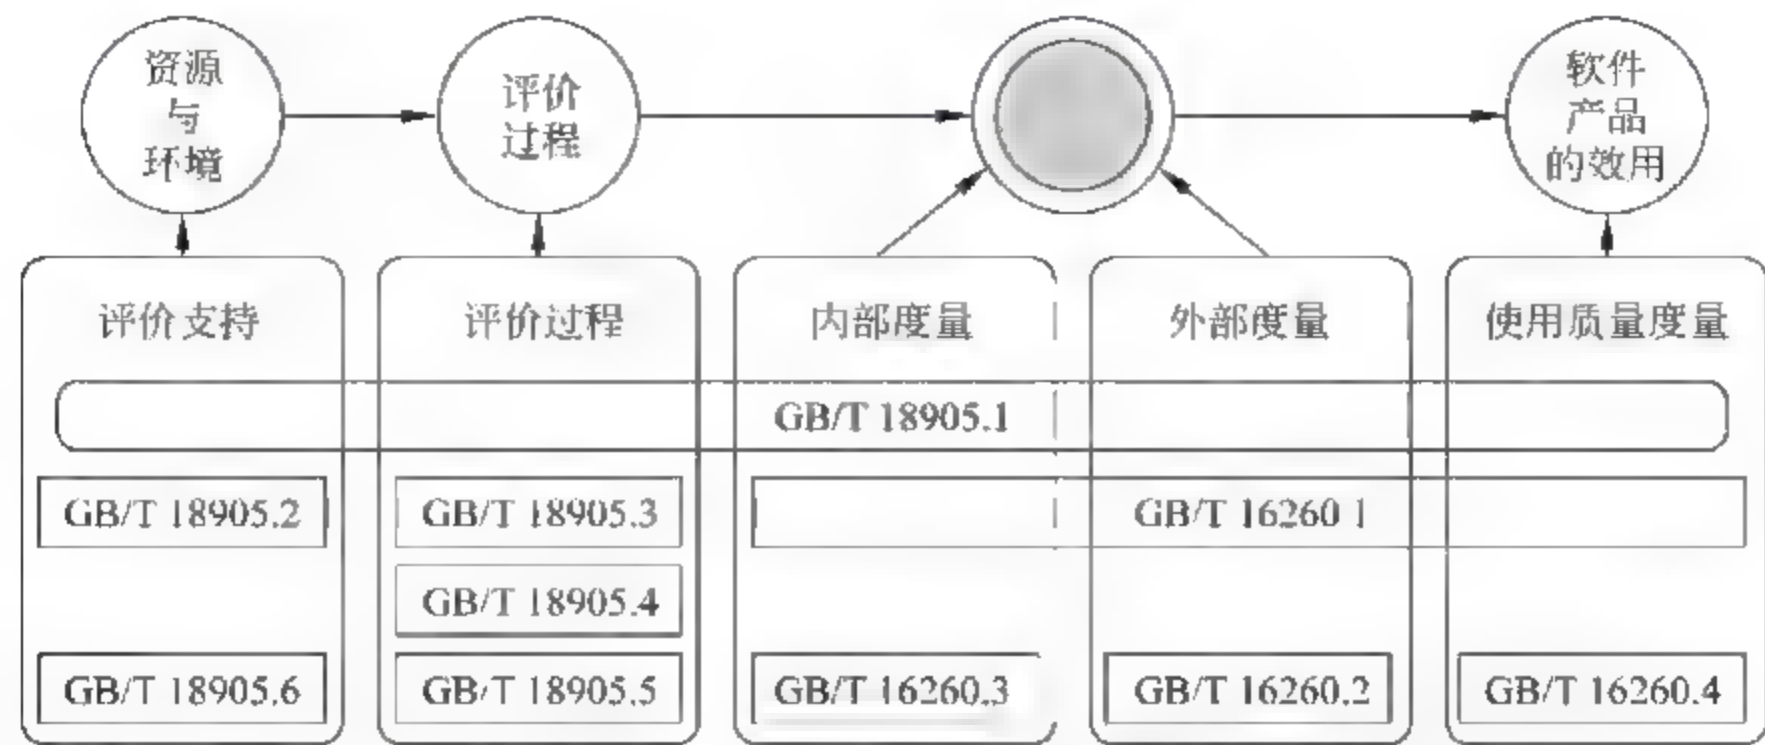 资源
与
环境
评价
过程
软件
产品
的效用
评价支持
评价过程
内部度量
外部度量
使用质量度量
GB/T 18905.1
GB/T 18905.2
GB/T 18905.3
GB/T 16260 1
GB/T 18905.4
GB/T 18905.6
GB/T 18905.5
GB/T 16260.3
GB/T 16260.2
GB/T 16260.4